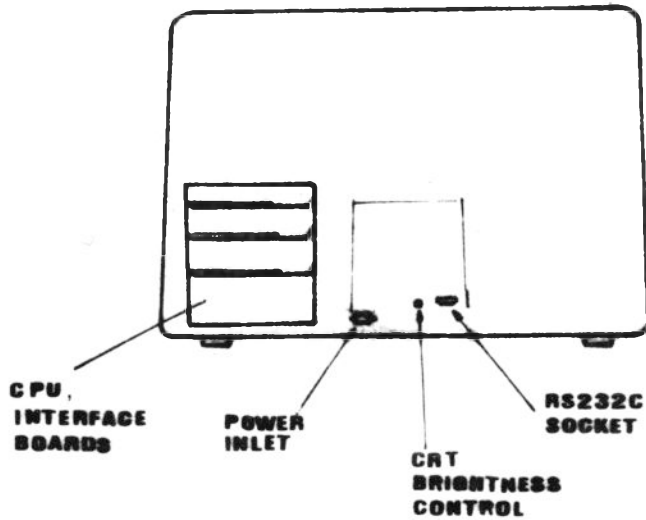 CPU,
INTERFACE
BOARDS
POWER
INLET
CRT
BRIGHTNESS
CONTROL
RS232C
SOCKET